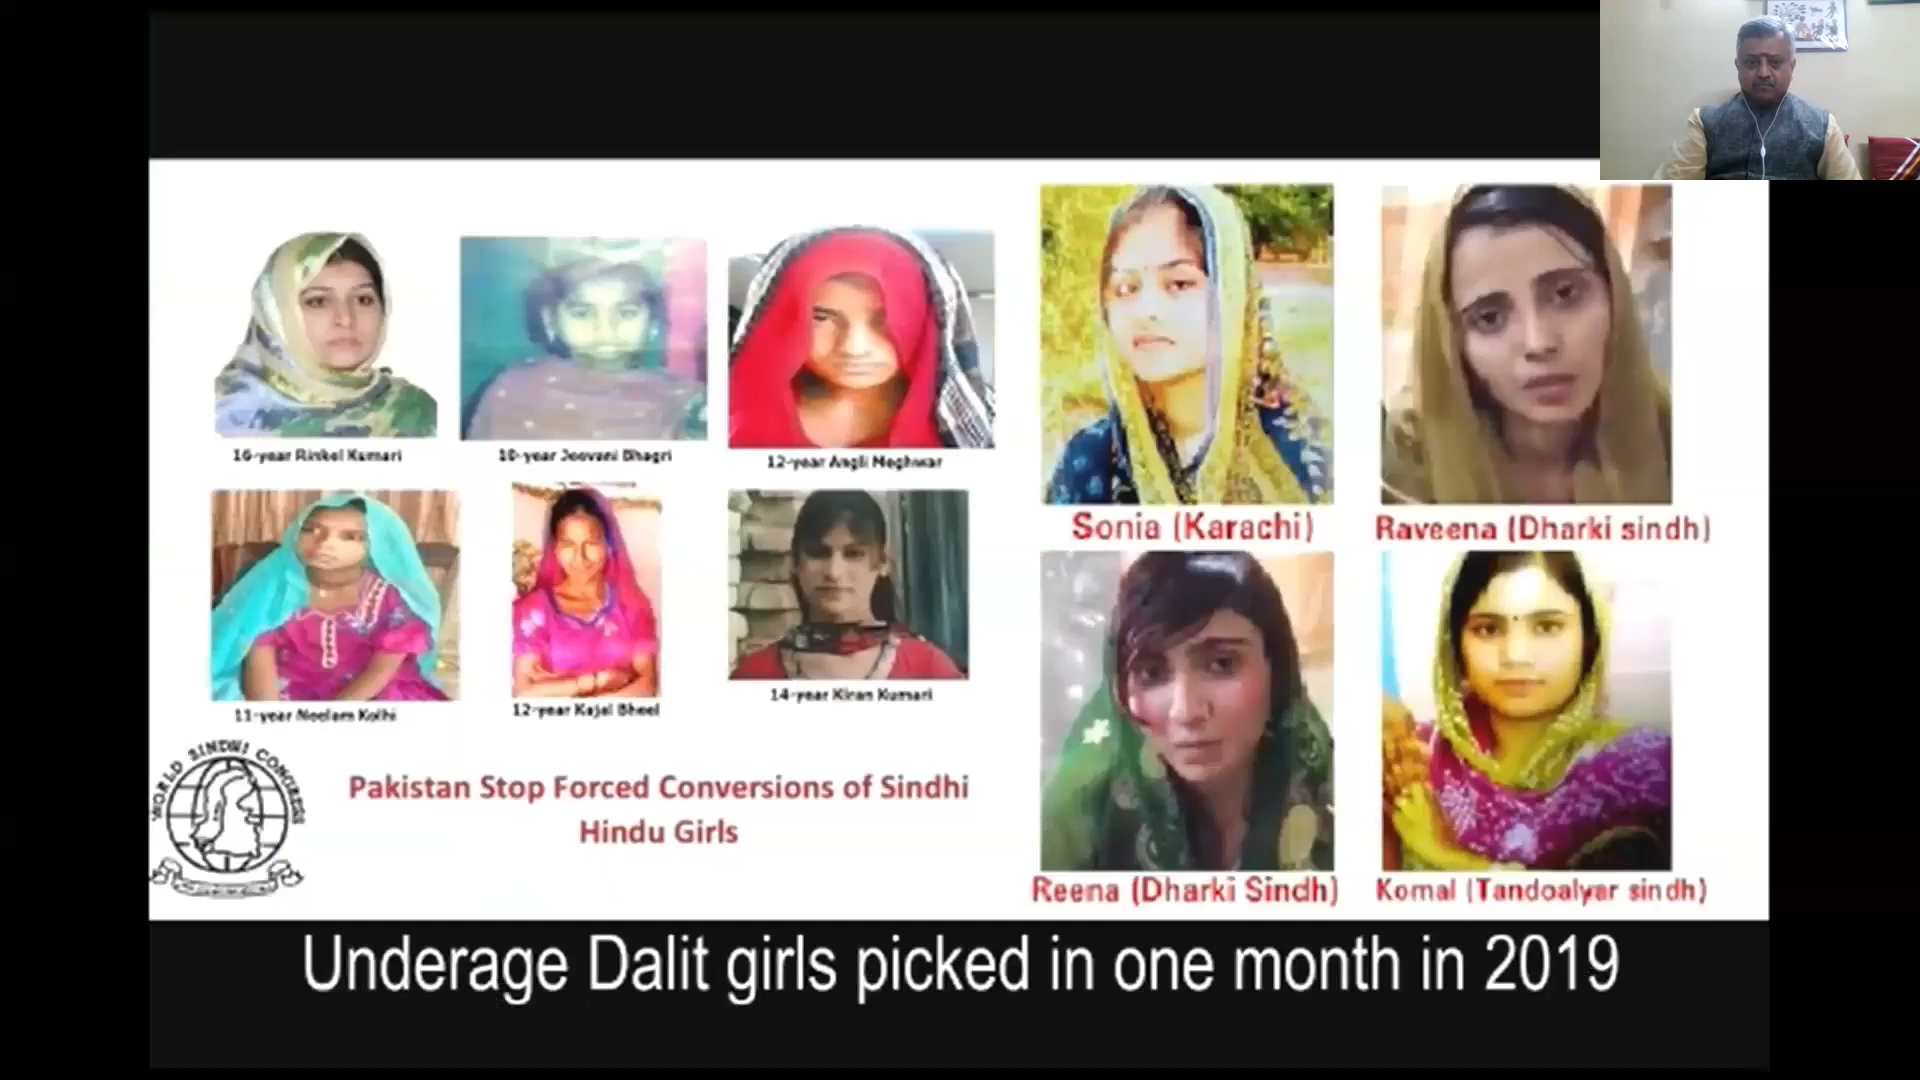 16-year Rinkel Kumari
10-year Jeevani Bhagri
12-year Angli Meghwar
11-year Neelam Kolhi
12-year Kajal Bheel
14-year Kiran Kumari
WORLD SINDHI CONGRESS
Pakistan Stop Forced Conversions of Sindhi
Hindu Girls
Sonia (Karachi)
Raveena (Dharki sindh)
Reena (Dharki Sindh)
Komal (Tandoalyar sindh)
Underage Dalit girls picked in one month in 2019